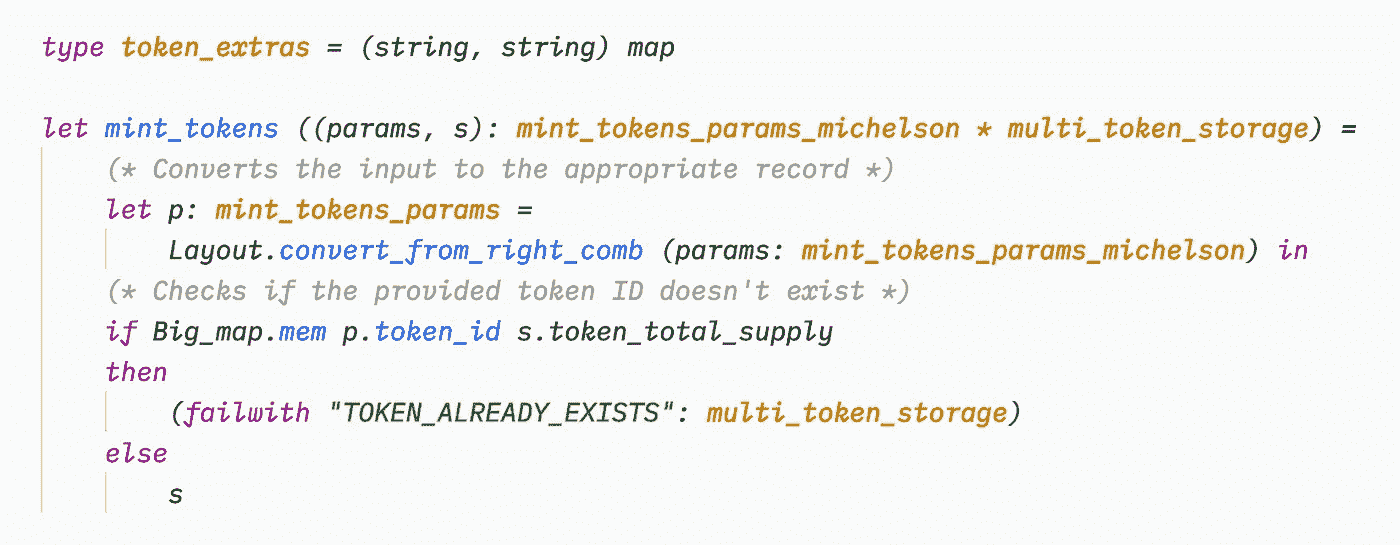 type token_extras = (string, string) map
let mint_tokens ((params, s): mint_tokens_params_michelson * multi_token_storage) =
(* Converts the input to the appropriate record *)
let p: mint_tokens_params =
Layout.convert_from_right_comb (params: mint_tokens_params_michelson) in
(* Checks if the provided token ID doesn't exist *)
if Big_map.mem p.token_id s.token_total_supply
then
(failwith "TOKEN_ALREADY_EXISTS": multi_token_storage)
else
s